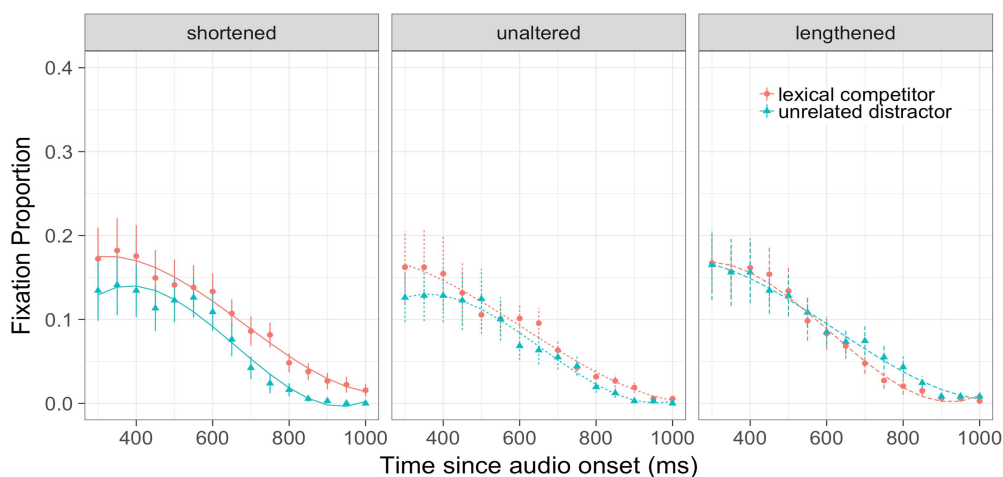 shortened
unaltered
lengthened
Fixation Proportion
0.4
0.3
0.2
0.1
0.0
lexical competitor
unrelated distractor
400 600 800 1000
400 600 800 1000
400 600 800 1000
Time since audio onset (ms)